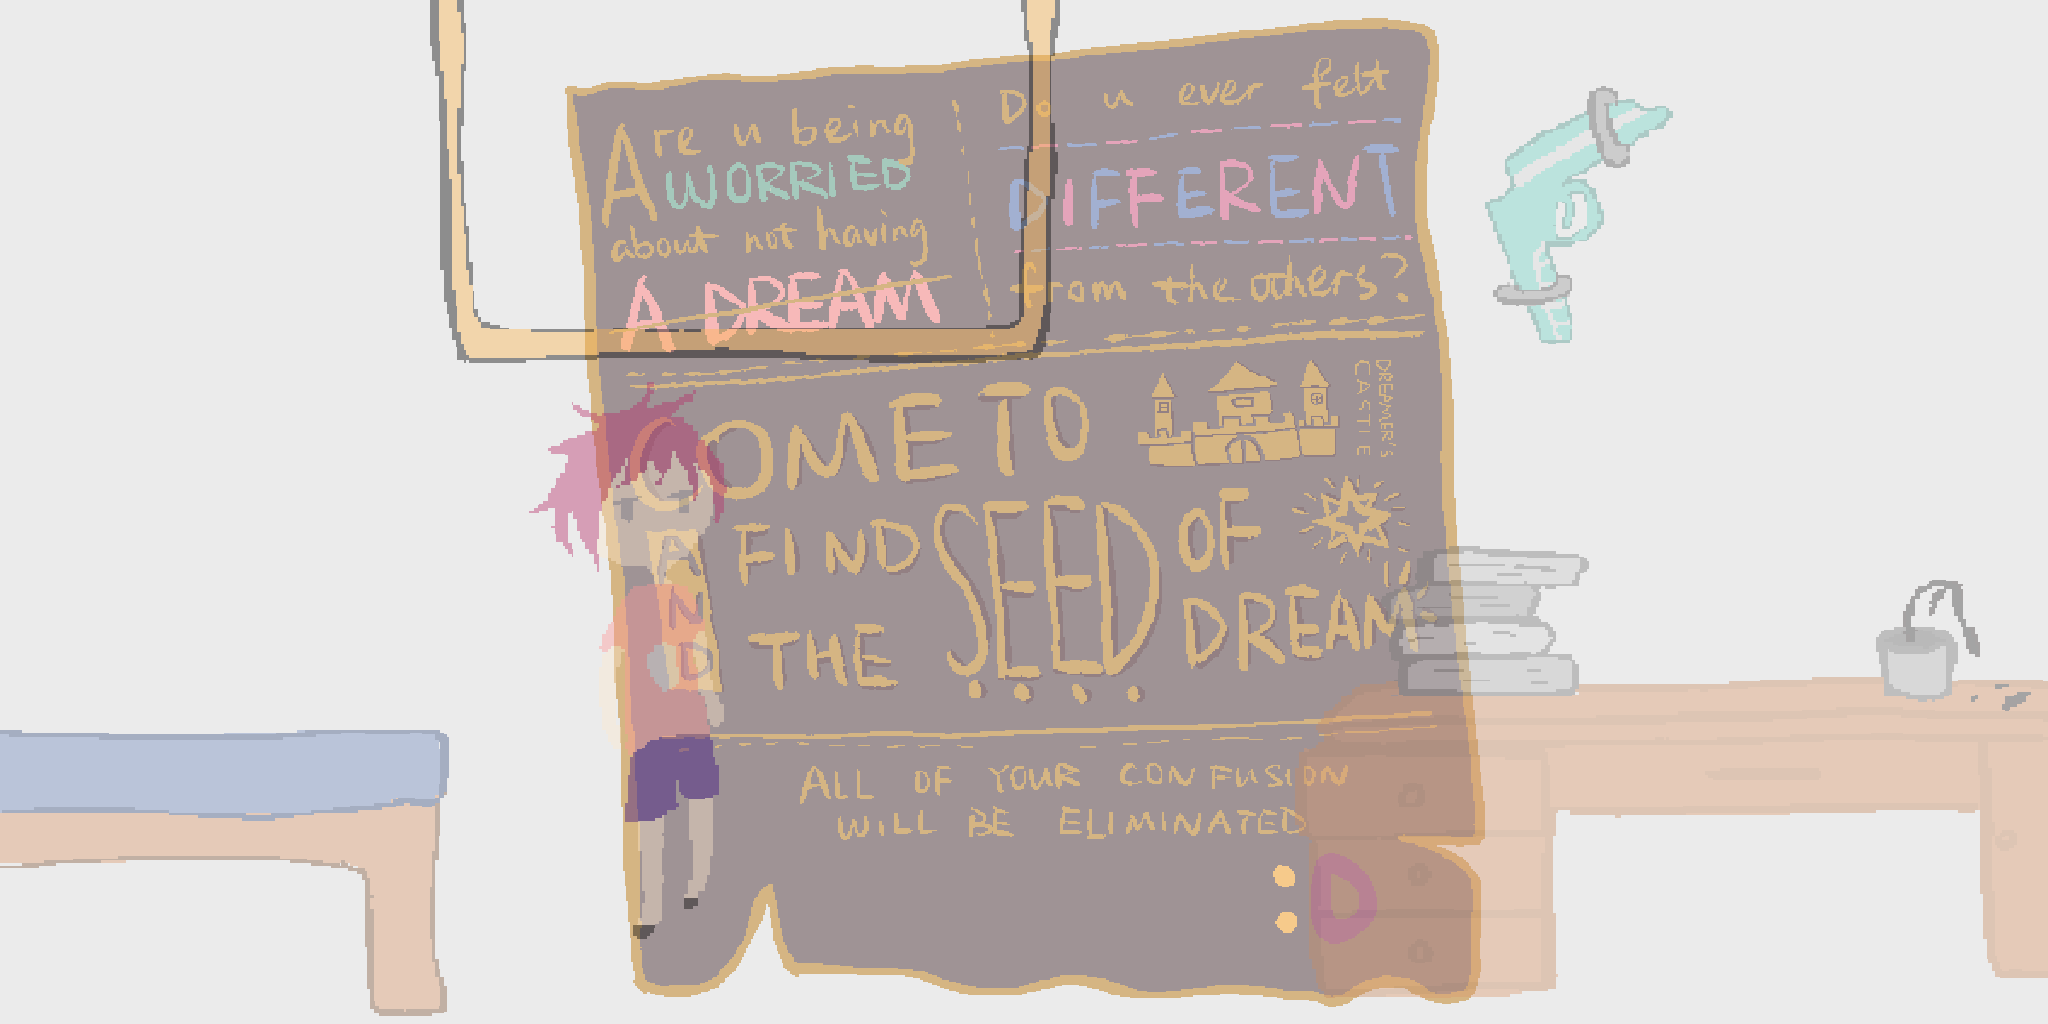 Are u being
WORRIED
about not having
A DREAM
Do u ever felt
DIFFERENT
from the others?
COME TO
DREAMER'S
CASTLE
AND FIND SEED OF
THE DREAM
ALL OF YOUR CONFUSION
WILL BE ELIMINATED
:D